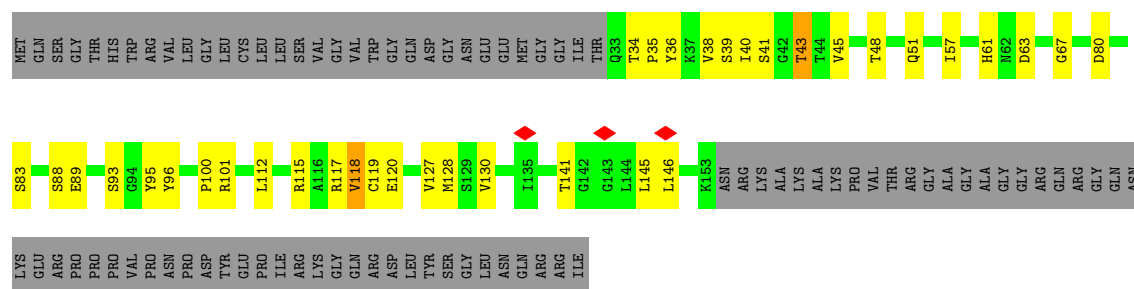 MET GLN SER GLY THR HIS TRP ARG VAL LEU GLY LEU CYS LEU LEU SER VAL GLY VAL TRP GLY GLN ASP GLY ASN GLU GLU MET GLY GLY ILE THR Q33 T34 P35 Y36 K37 V38 S39 I40 S41 G42 T43 T44 V45 T48 Q51 I57 H61 N62 D63 G67 D80
S83 S88 E89 S93 G94 Y95 Y96 P100 R101 L112 R115 A116 R117 V118 C119 E120 V127 M128 S129 V130 I135 T141 G142 G143 L144 L145 L146 K153 ASN ARG LYS ALA LYS ALA LYS PRO VAL THR ARG GLY ALA GLY ALA GLY GLY ARG GLN ARG GLY GLN ASN
LYS GLU ARG PRO PRO PRO VAL PRO ASN PRO ASP TYR GLU PRO ILE ARG LYS GLY GLN ARG ASP LEU TYR SER GLY LEU ASN GLN ARG ARG ILE